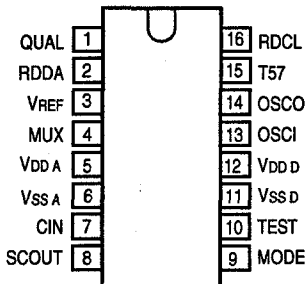 QUAL 1 16 RDCL
RDDA 2 15 T57
VREF 3 14 OSCO
MUX 4 13 OSCI
VDD A 5 12 VDD D
VSS A 6 11 VSS D
CIN 7 10 TEST
SCOUT 8 9 MODE